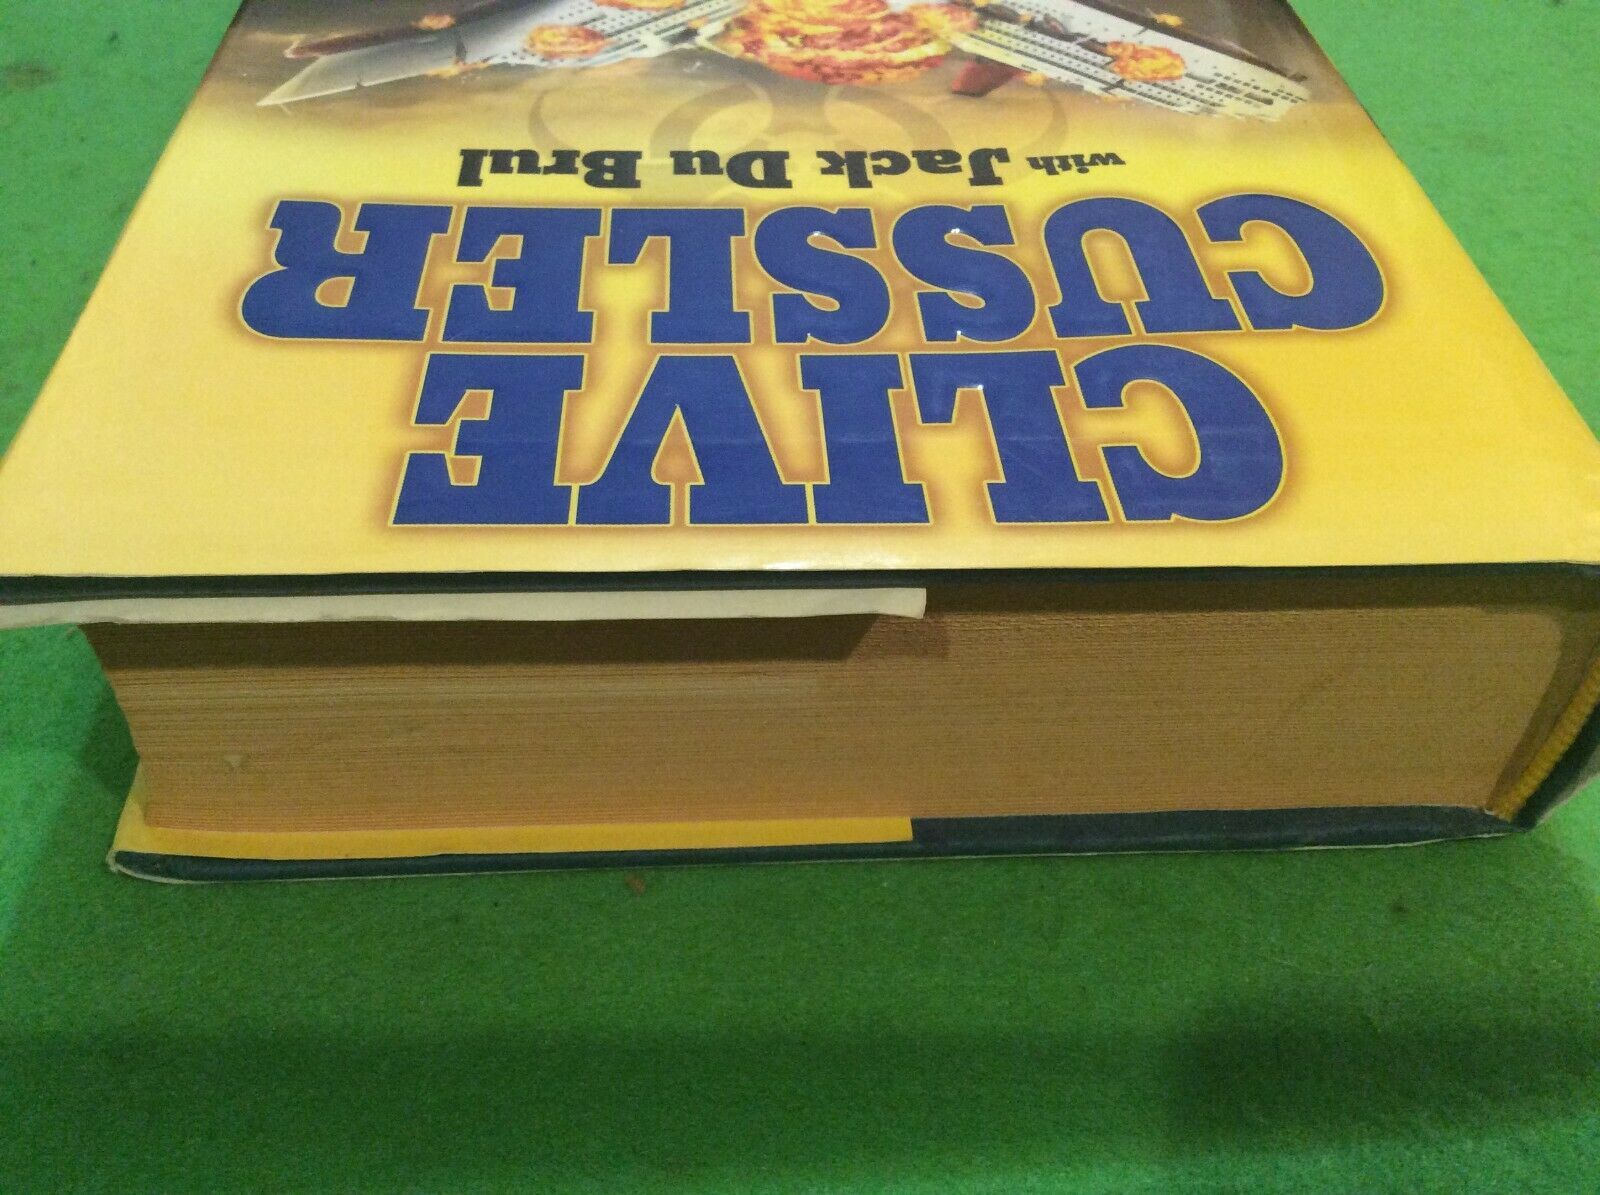 CLIVE
CUSSLER
with Jack Du Brul